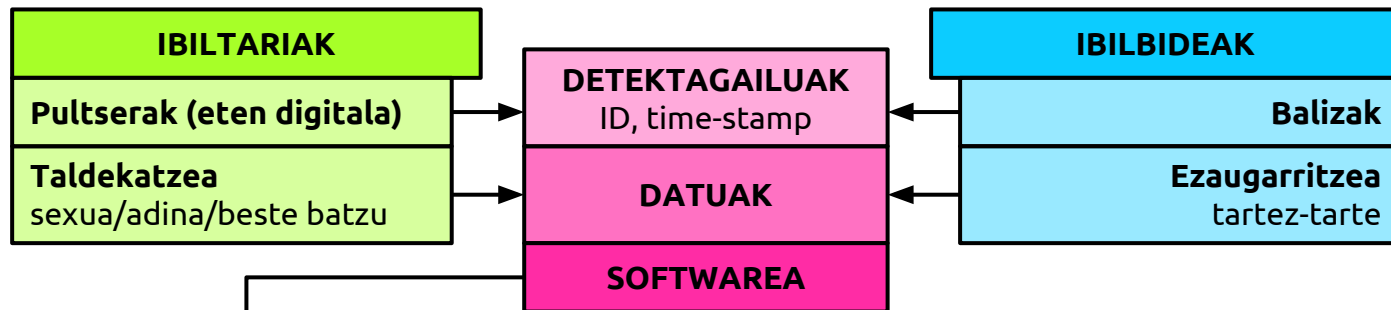 IBILTARIAK
Pultserak (eten digitala)
Taldekatzea
sexua/adina/beste batzu
DETEKTAGAILUAK
ID, time-stamp
DATUAK
SOFTWAREA
IBILBIDEAK
Balizak
Ezaugarritzea
tartez-tarte